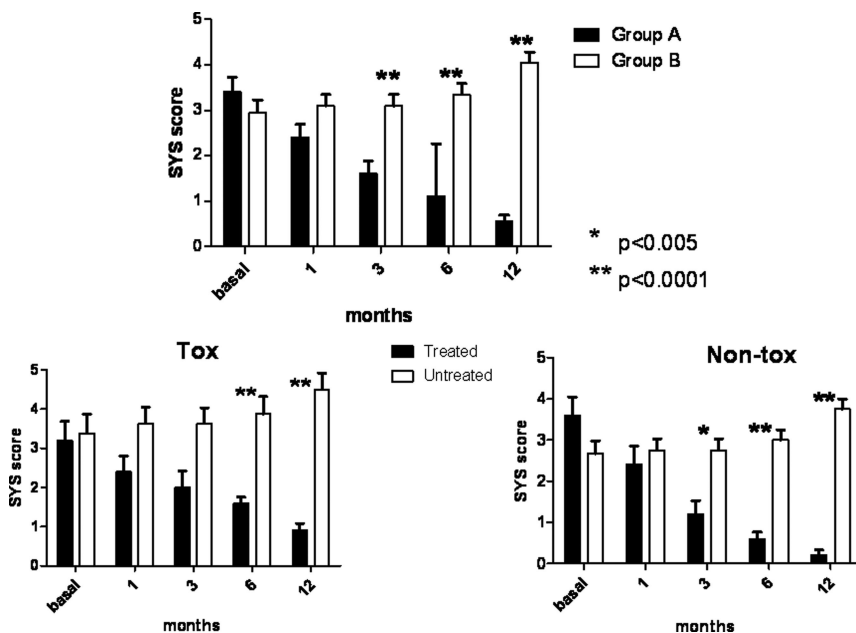 5
4
3
2
1
0
SYS score
**
**
**
basal
1
3
6
12
months
Group A
Group B
* p<0.005
** p<0.0001
Tox
5
4
3
2
1
0
SYS score
**
**
basal
1
3
6
12
months
Treated
Untreated
Non-tox
5
4
3
2
1
0
SYS score
*
**
**
basal
1
3
6
12
months